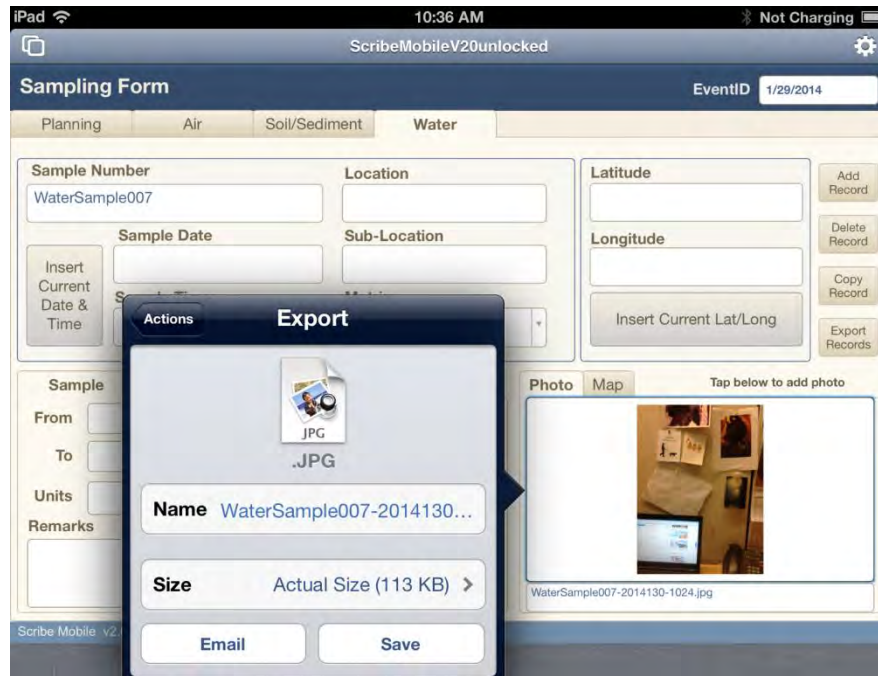 iPad 10:36 AM Not Charging
ScribeMobileV20unlocked
Sampling Form EventID 1/29/2014
Planning Air Soil/Sediment Water
Sample Number
WaterSample007
Location
Latitude
Add
Record
Sample Date
Sub-Location
Longitude
Delete
Record
Insert
Current
Date &
Time
Copy
Record
Insert Current Lat/Long
Export
Records
Actions Export
JPG
.JPG
Name WaterSample007-2014130...
Size Actual Size (113 KB) >
Email Save
Sample
From
To
Units
Remarks
Photo Map Tap below to add photo
WaterSample007-2014130-1024.jpg
Scribe Mobile v2.